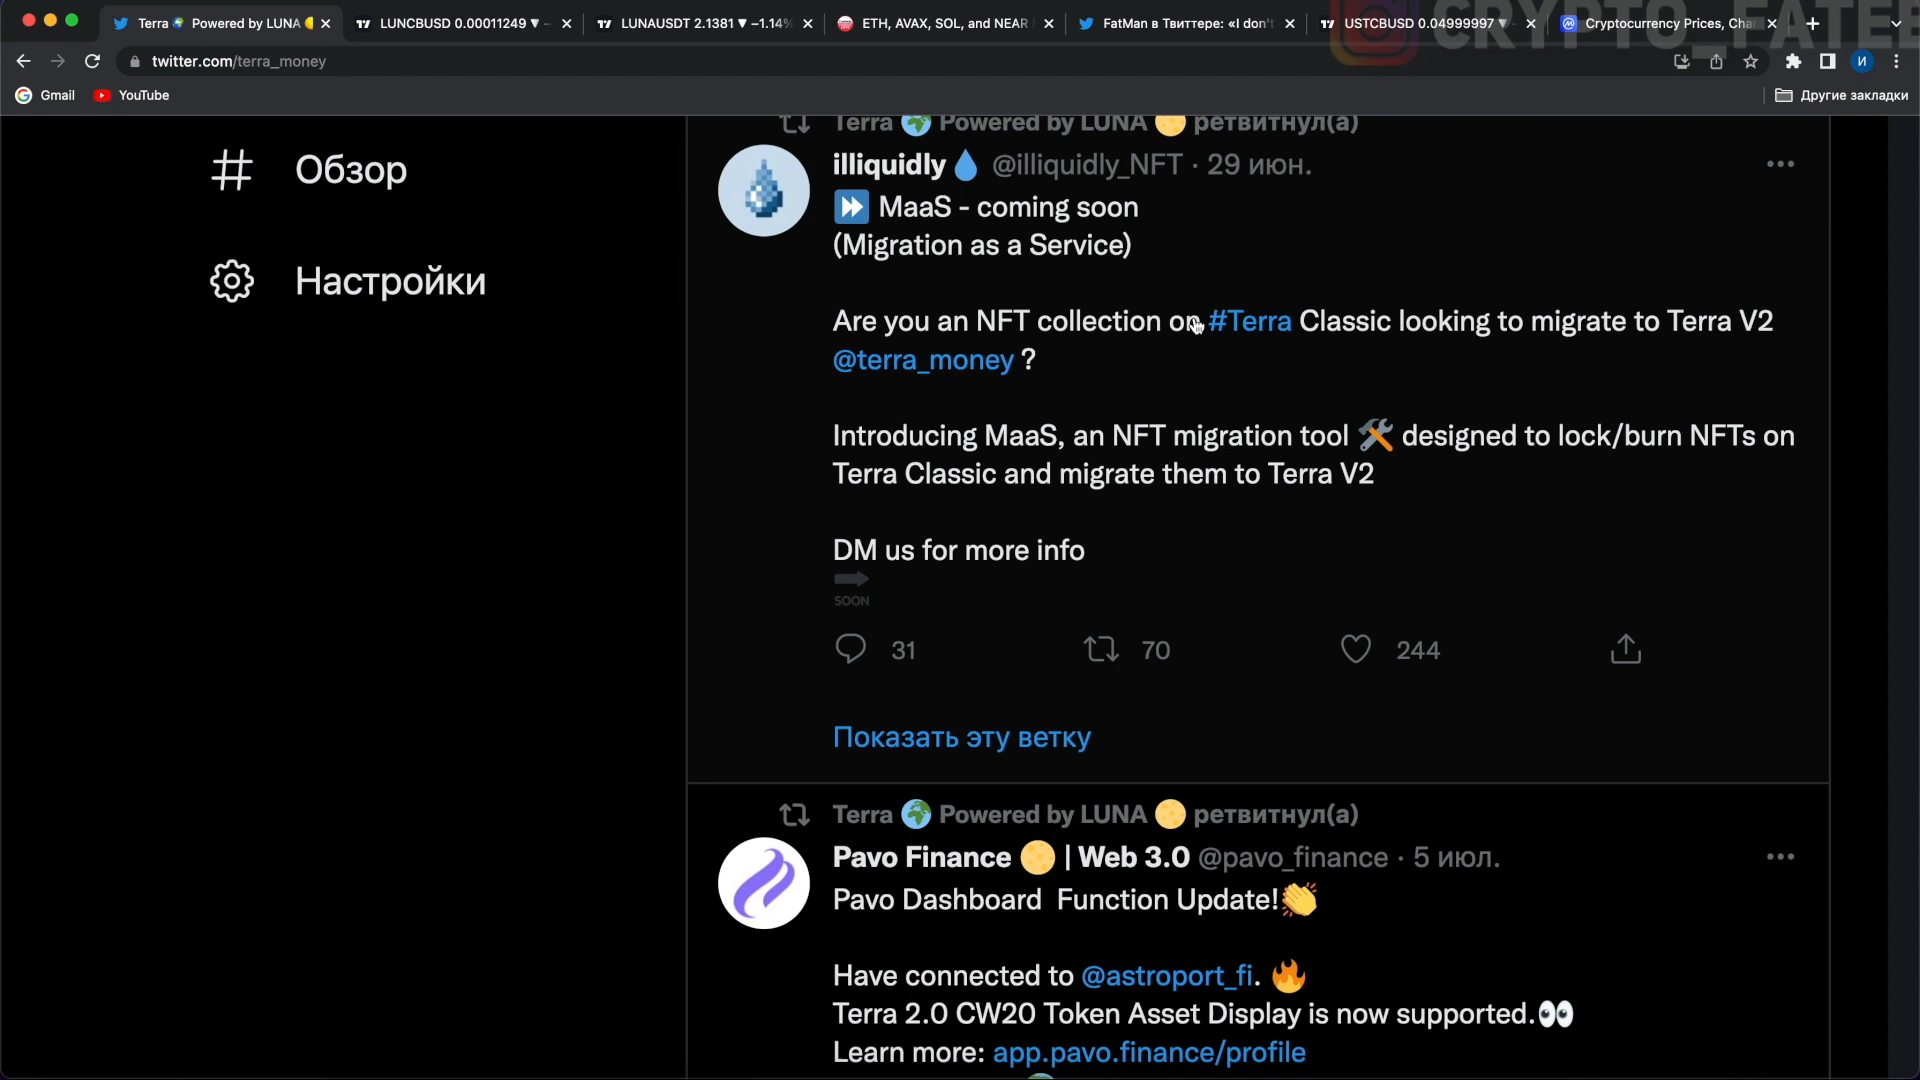 Terra 🌍 Powered by LUNA
LUNCBUSD 0.00011249 ▼ −
LUNAUSDT 2.1381 ▼ −1.14%
ETH, AVAX, SOL, and NEAR
FatMan в Твиттере: «I don't
USTCBUSD 0.04999997 ▼
Cryptocurrency Prices, Cha
CRYPTO_FATEE
twitter.com/terra_money
И
Gmail
YouTube
Другие закладки
Обзор
Настройки
Terra 🌍 Powered by LUNA 🌕 ретвитнул(а)
illiquidly 💧 @illiquidly_NFT · 29 июн.
⏩ MaaS - coming soon
(Migration as a Service)
Are you an NFT collection on #Terra Classic looking to migrate to Terra V2
@terra_money ?
Introducing MaaS, an NFT migration tool 🛠 designed to lock/burn NFTs on
Terra Classic and migrate them to Terra V2
DM us for more info
SOON
31 70 244
Показать эту ветку
Terra 🌍 Powered by LUNA 🌕 ретвитнул(а)
Pavo Finance 🌕 | Web 3.0 @pavo_finance · 5 июл.
Pavo Dashboard Function Update!👏
Have connected to @astroport_fi. 🔥
Terra 2.0 CW20 Token Asset Display is now supported.👀
Learn more: app.pavo.finance/profile